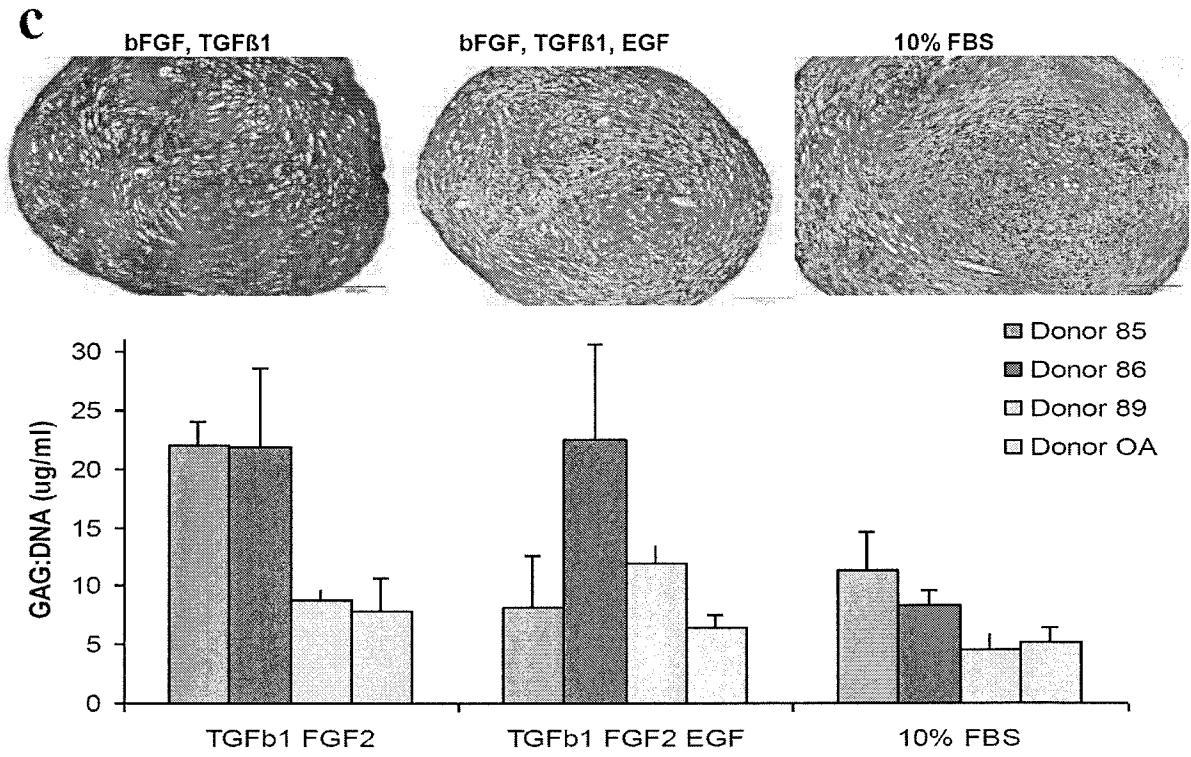 c
bFGF, TGFß1
bFGF, TGFß1, EGF
10% FBS
Donor 85
Donor 86
Donor 89
Donor OA
GAG:DNA (ug/ml)
30
25
20
15
10
5
0
TGFb1 FGF2
TGFb1 FGF2 EGF
10% FBS